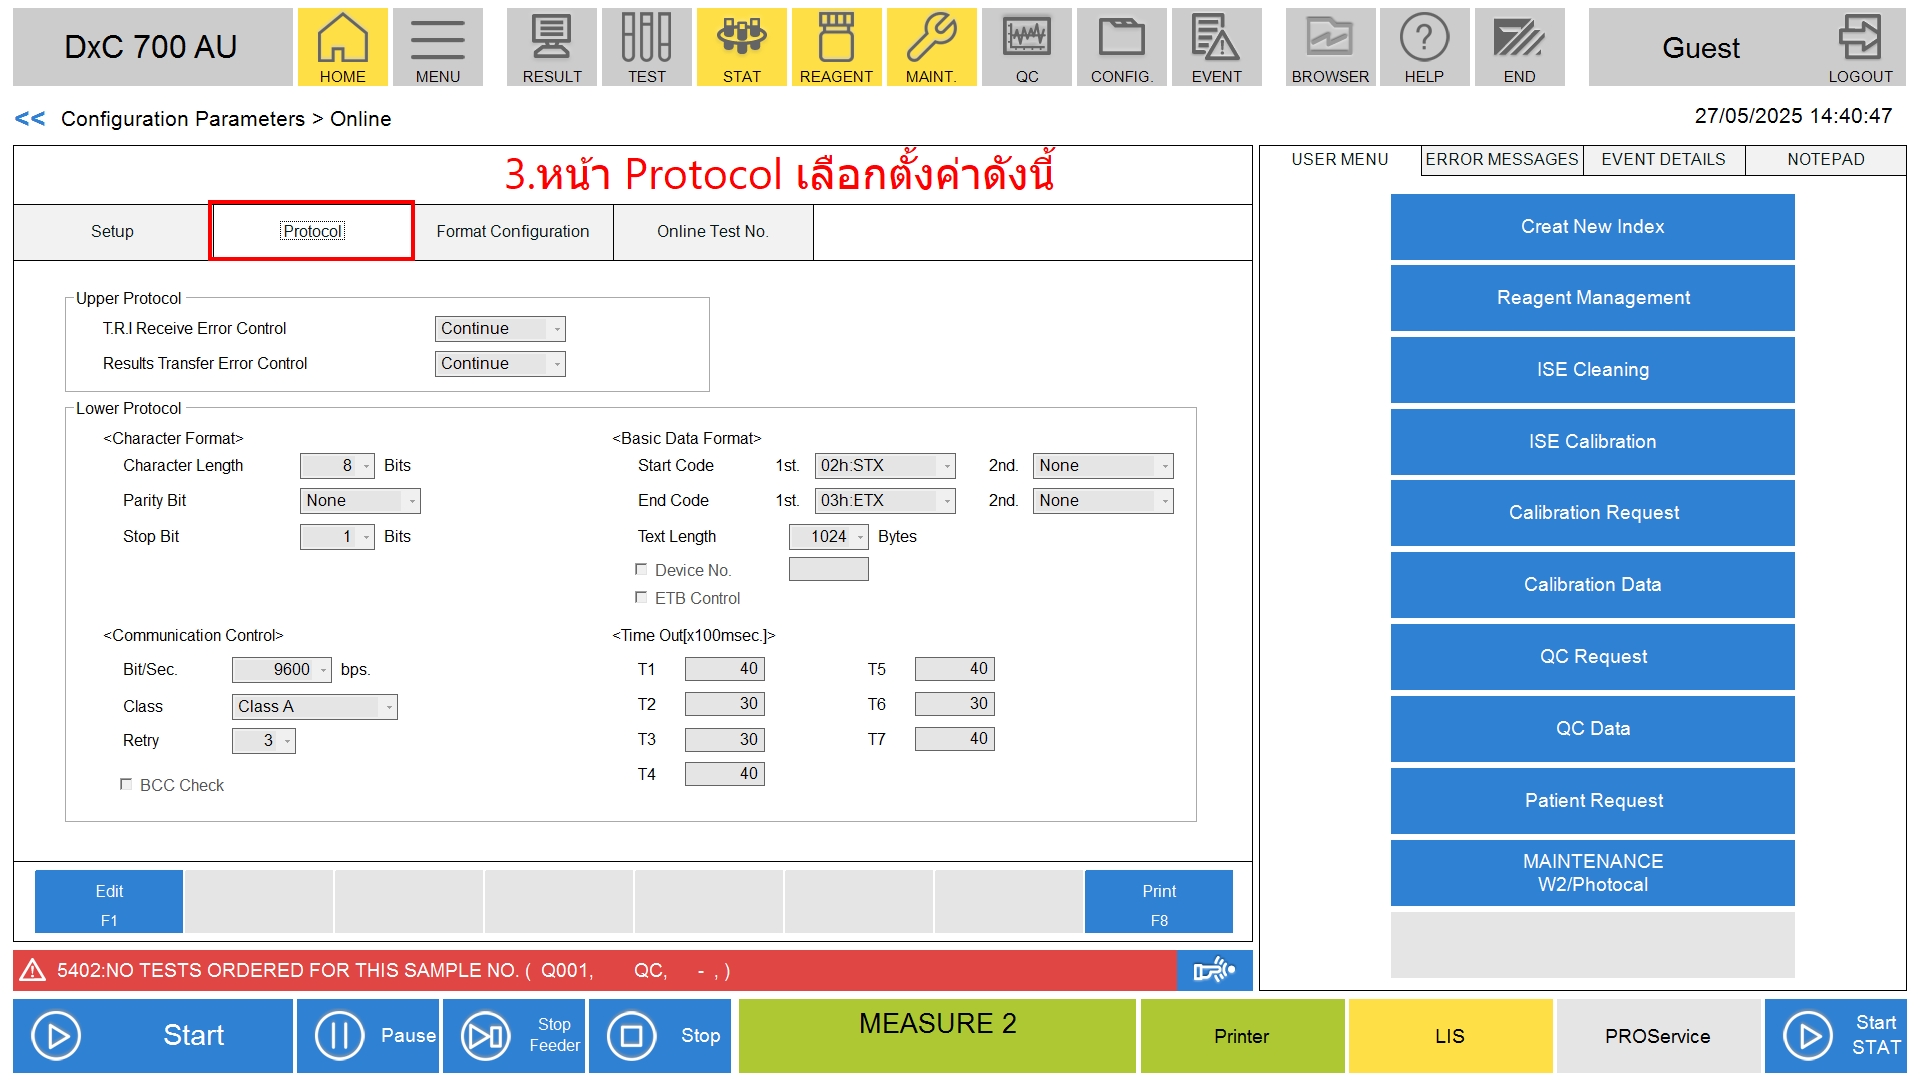 DxC 700 AU
HOME
MENU
RESULT
TEST
STAT
REAGENT
MAINT.
QC
CONFIG.
EVENT
BROWSER
HELP
END
Guest
LOGOUT
<< Configuration Parameters > Online
27/05/2025 14:40:47
3.หน้า Protocol เลือกตั้งค่าดังนี้
Setup
Protocol
Format Configuration
Online Test No.
Upper Protocol
T.R.I Receive Error Control Continue
Results Transfer Error Control Continue
Lower Protocol
<Character Format>
Character Length 8 Bits
Parity Bit None
Stop Bit 1 Bits
<Basic Data Format>
Start Code 1st. 02h:STX 2nd. None
End Code 1st. 03h:ETX 2nd. None
Text Length 1024 Bytes
Device No.
ETB Control
<Communication Control>
Bit/Sec. 9600 bps.
Class Class A
Retry 3
BCC Check
<Time Out[x100msec.]>
T1 40 T5 40
T2 30 T6 30
T3 30 T7 40
T4 40
Edit
F1
Print
F8
USER MENU
ERROR MESSAGES
EVENT DETAILS
NOTEPAD
Creat New Index
Reagent Management
ISE Cleaning
ISE Calibration
Calibration Request
Calibration Data
QC Request
QC Data
Patient Request
MAINTENANCE
W2/Photocal
5402:NO TESTS ORDERED FOR THIS SAMPLE NO. ( Q001, QC, - , )
Start
Pause
Stop
Feeder
Stop
MEASURE 2
Printer
LIS
PROService
Start
STAT